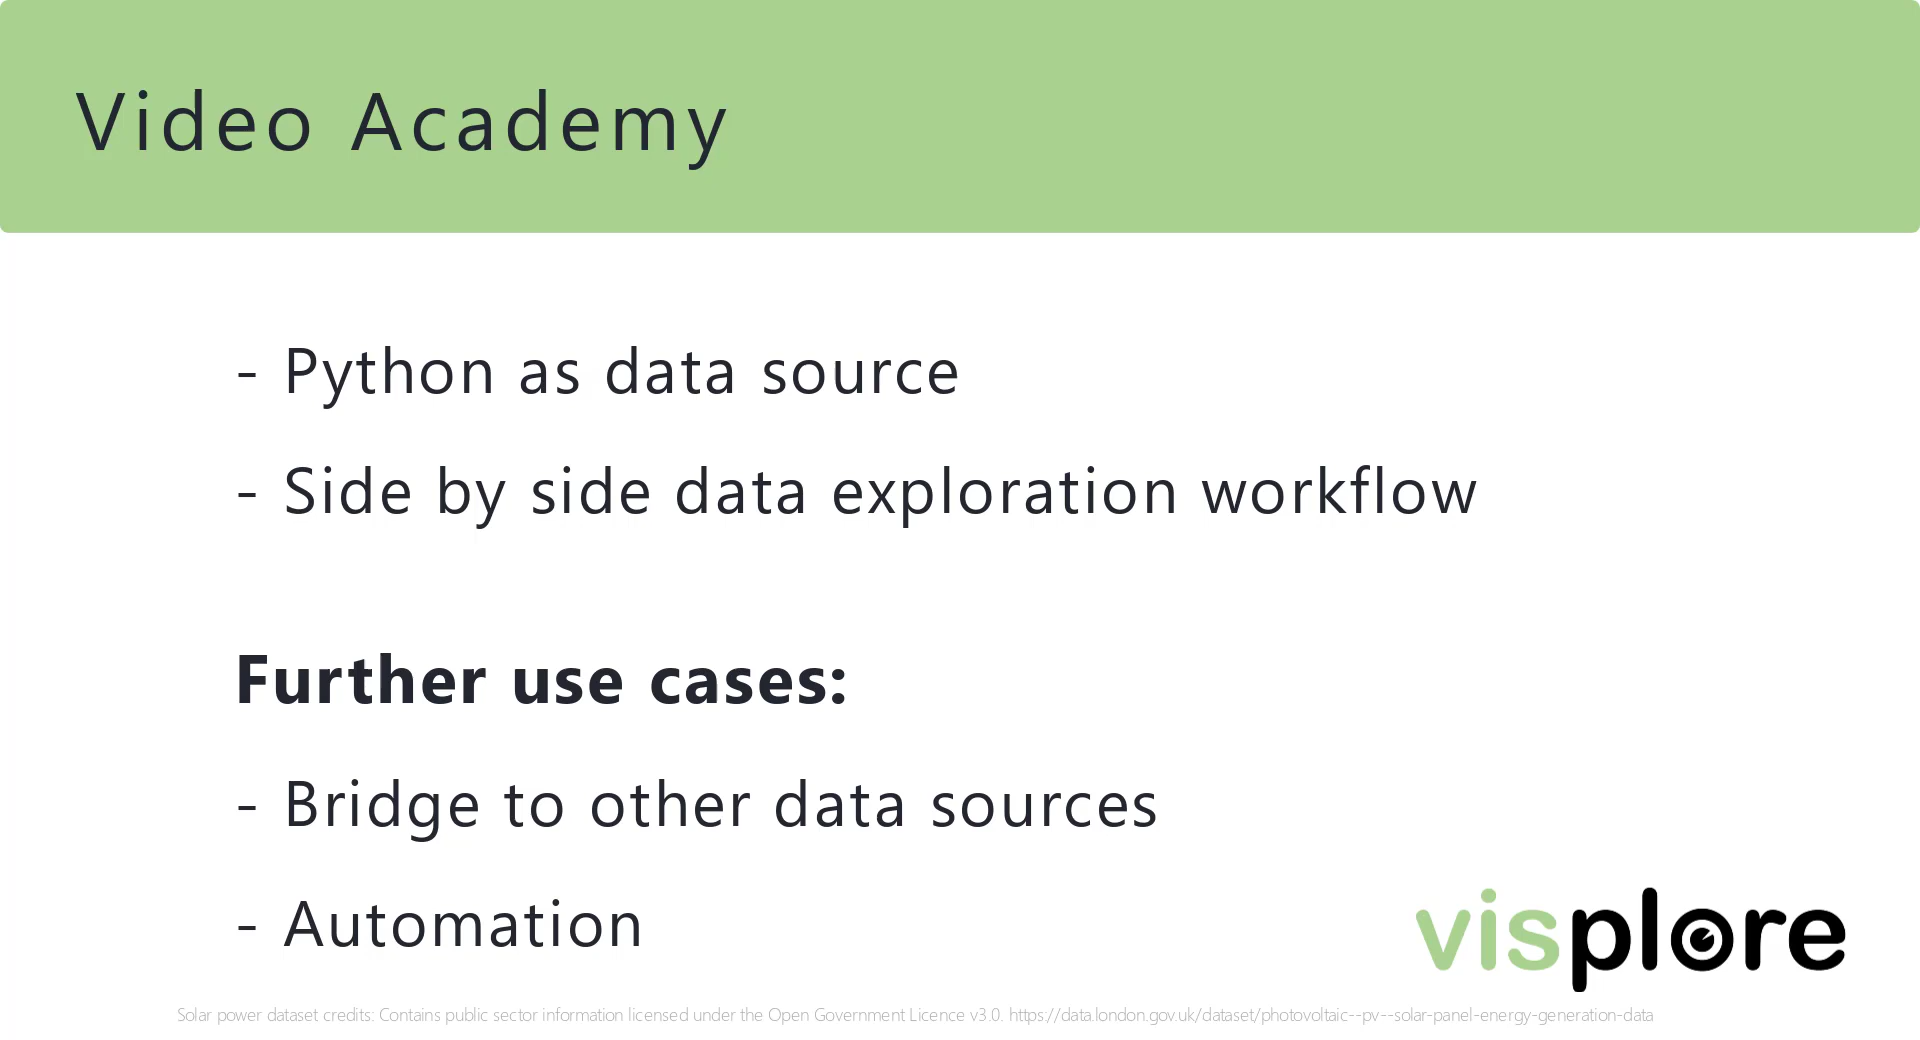 Video Academy
- Python as data source
- Side by side data exploration workflow
Further use cases:
- Bridge to other data sources
- Automation
visplore
Solar power dataset credits: Contains public sector information licensed under the Open Government Licence v3.0. https://data.london.gov.uk/dataset/photovoltaic--pv--solar-panel-energy-generation-data